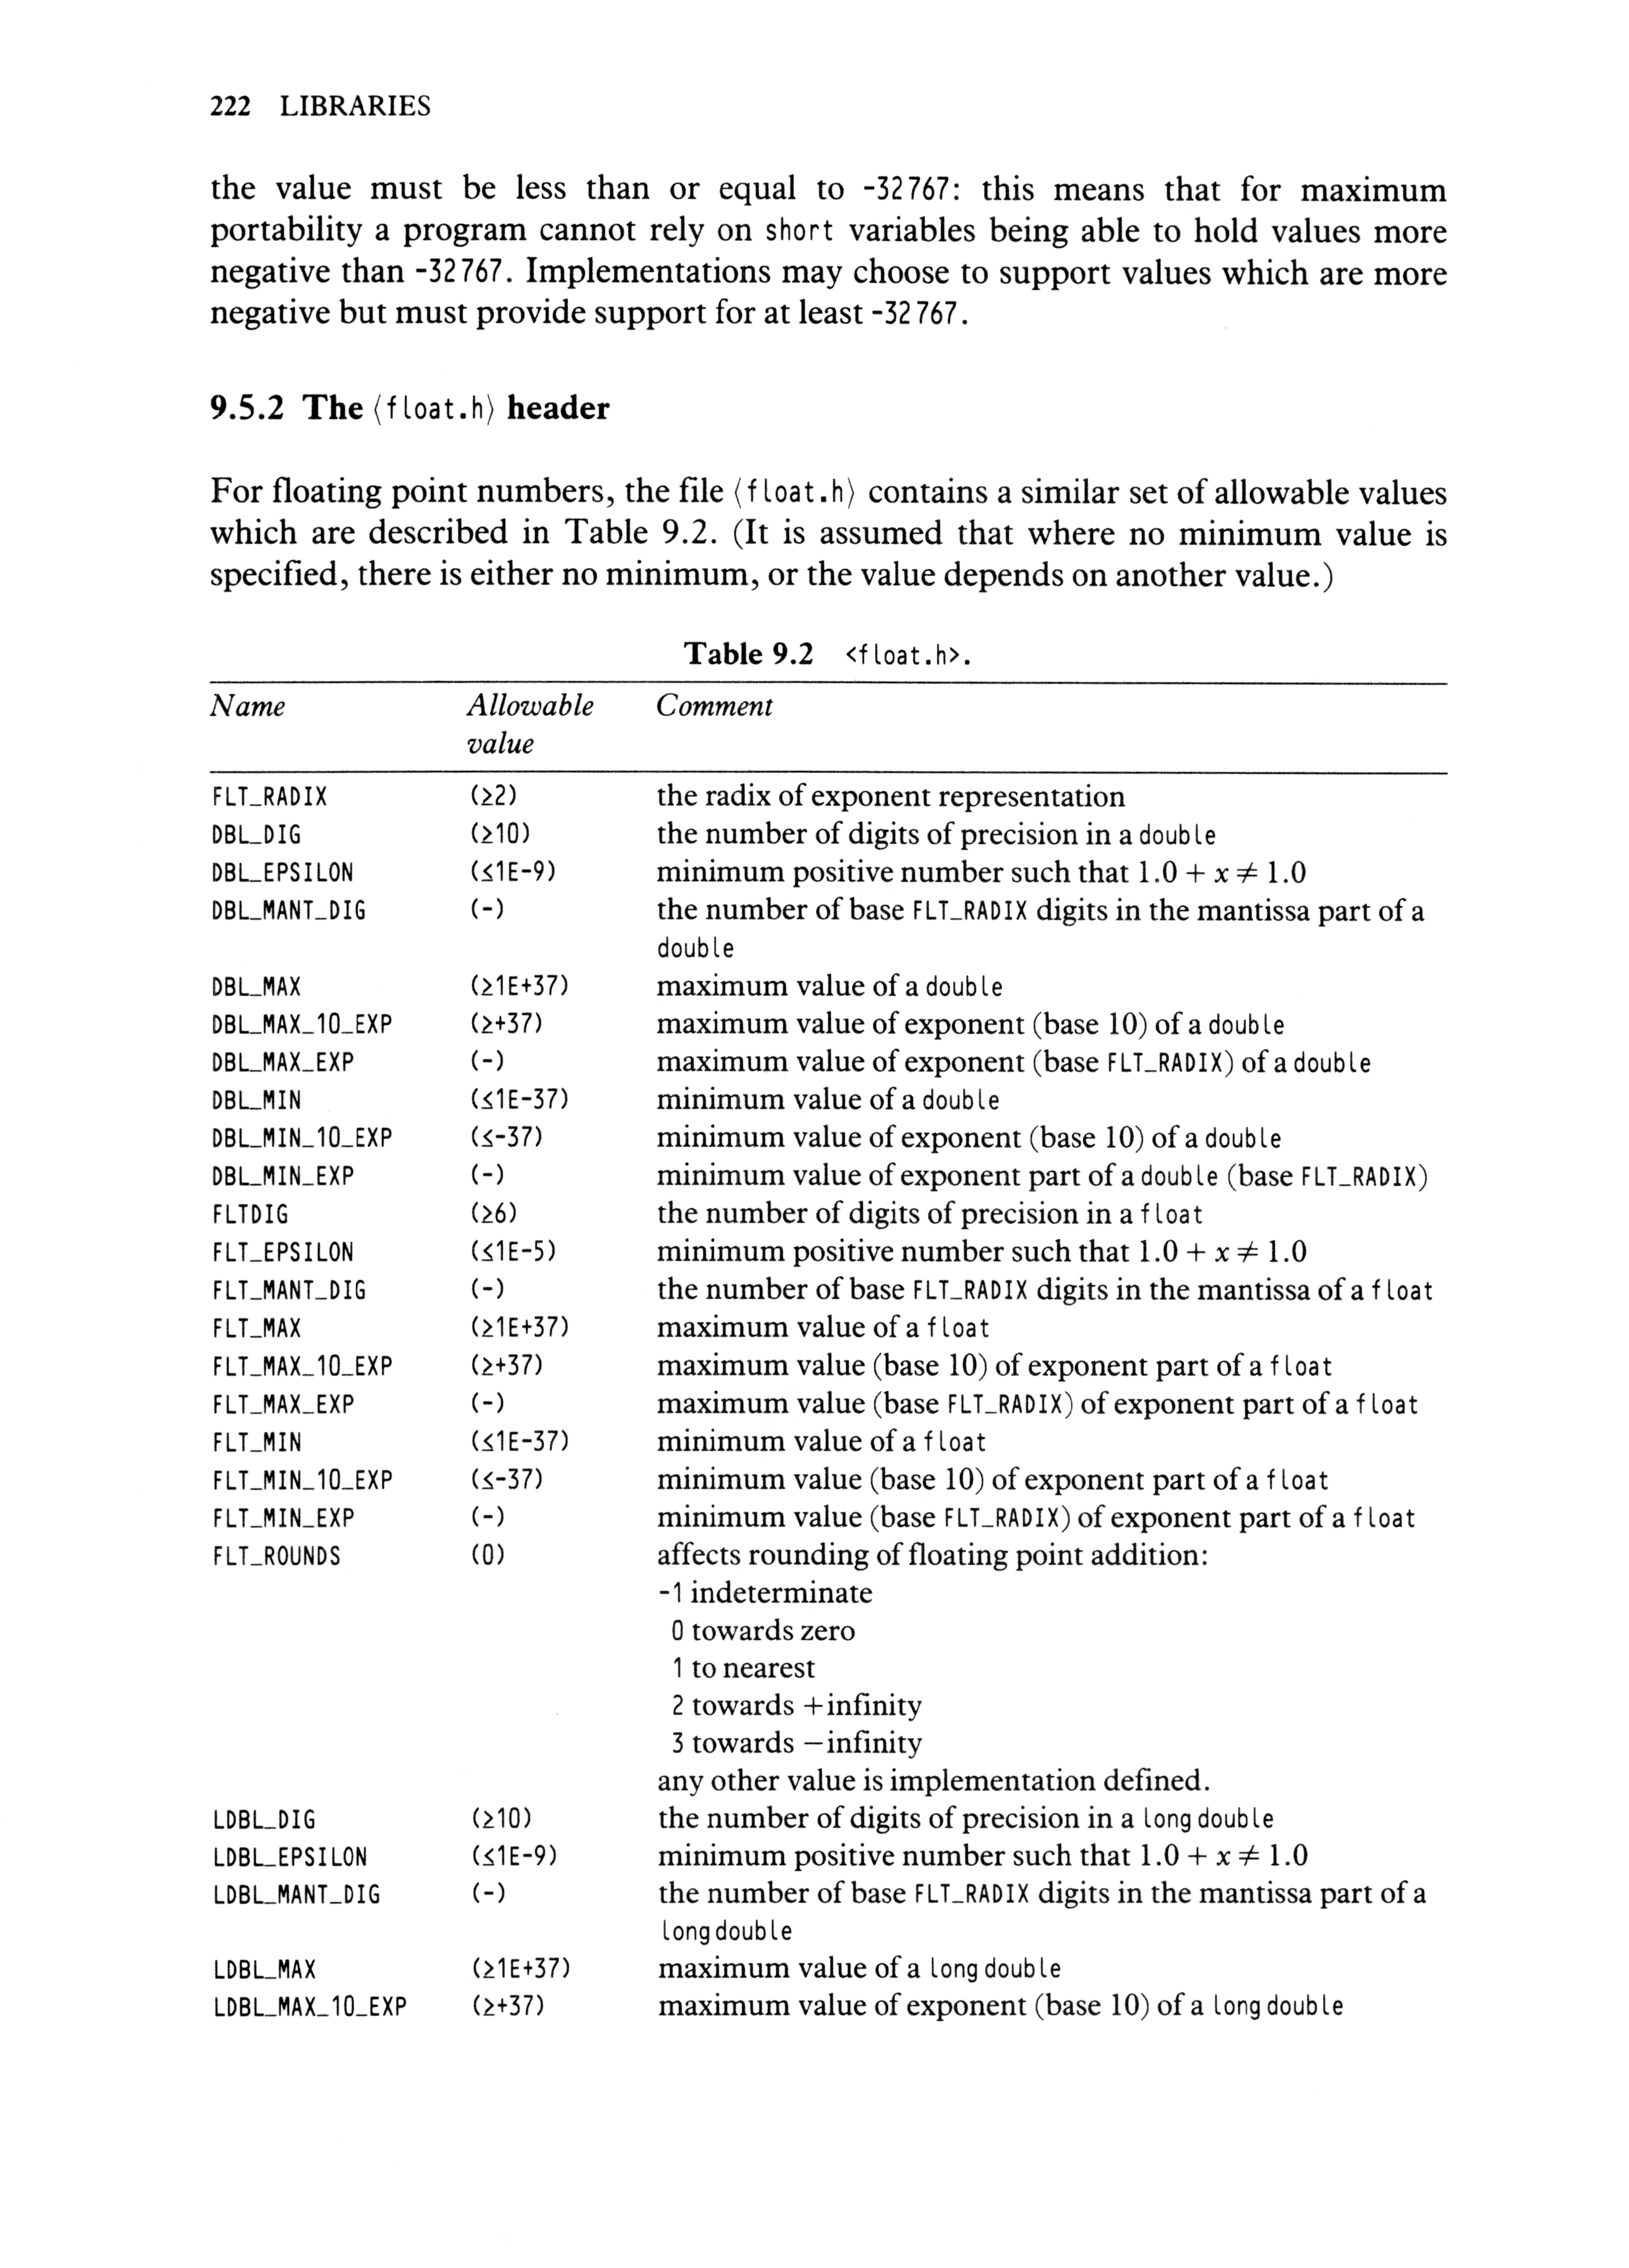 222 LIBRARIES
the value must be less than or equal to -32767: this means that for maximum
portability a program cannot rely on short variables being able to hold values more
negative than -32767. Implementations may choose to support values which are more
negative but must provide support for at least -32767.
9.5.2 The ⟨float.h⟩ header
For floating point numbers, the file ⟨float.h⟩ contains a similar set of allowable values
which are described in Table 9.2. (It is assumed that where no minimum value is
specified, there is either no minimum, or the value depends on another value.)
Table 9.2 <float.h>.
Name Allowable Comment
value
FLT_RADIX (≥2) the radix of exponent representation
DBL_DIG (≥10) the number of digits of precision in a double
DBL_EPSILON (≤1E-9) minimum positive number such that 1.0 + x ≠ 1.0
DBL_MANT_DIG (-) the number of base FLT_RADIX digits in the mantissa part of a
double
DBL_MAX (≥1E+37) maximum value of a double
DBL_MAX_10_EXP (≥+37) maximum value of exponent (base 10) of a double
DBL_MAX_EXP (-) maximum value of exponent (base FLT_RADIX) of a double
DBL_MIN (≤1E-37) minimum value of a double
DBL_MIN_10_EXP (≤-37) minimum value of exponent (base 10) of a double
DBL_MIN_EXP (-) minimum value of exponent part of a double (base FLT_RADIX)
FLTDIG (≥6) the number of digits of precision in a float
FLT_EPSILON (≤1E-5) minimum positive number such that 1.0 + x ≠ 1.0
FLT_MANT_DIG (-) the number of base FLT_RADIX digits in the mantissa of a float
FLT_MAX (≥1E+37) maximum value of a float
FLT_MAX_10_EXP (≥+37) maximum value (base 10) of exponent part of a float
FLT_MAX_EXP (-) maximum value (base FLT_RADIX) of exponent part of a float
FLT_MIN (≤1E-37) minimum value of a float
FLT_MIN_10_EXP (≤-37) minimum value (base 10) of exponent part of a float
FLT_MIN_EXP (-) minimum value (base FLT_RADIX) of exponent part of a float
FLT_ROUNDS (0) affects rounding of floating point addition:
-1 indeterminate
0 towards zero
1 to nearest
2 towards +infinity
3 towards −infinity
any other value is implementation defined.
LDBL_DIG (≥10) the number of digits of precision in a long double
LDBL_EPSILON (≤1E-9) minimum positive number such that 1.0 + x ≠ 1.0
LDBL_MANT_DIG (-) the number of base FLT_RADIX digits in the mantissa part of a
long double
LDBL_MAX (≥1E+37) maximum value of a long double
LDBL_MAX_10_EXP (≥+37) maximum value of exponent (base 10) of a long double